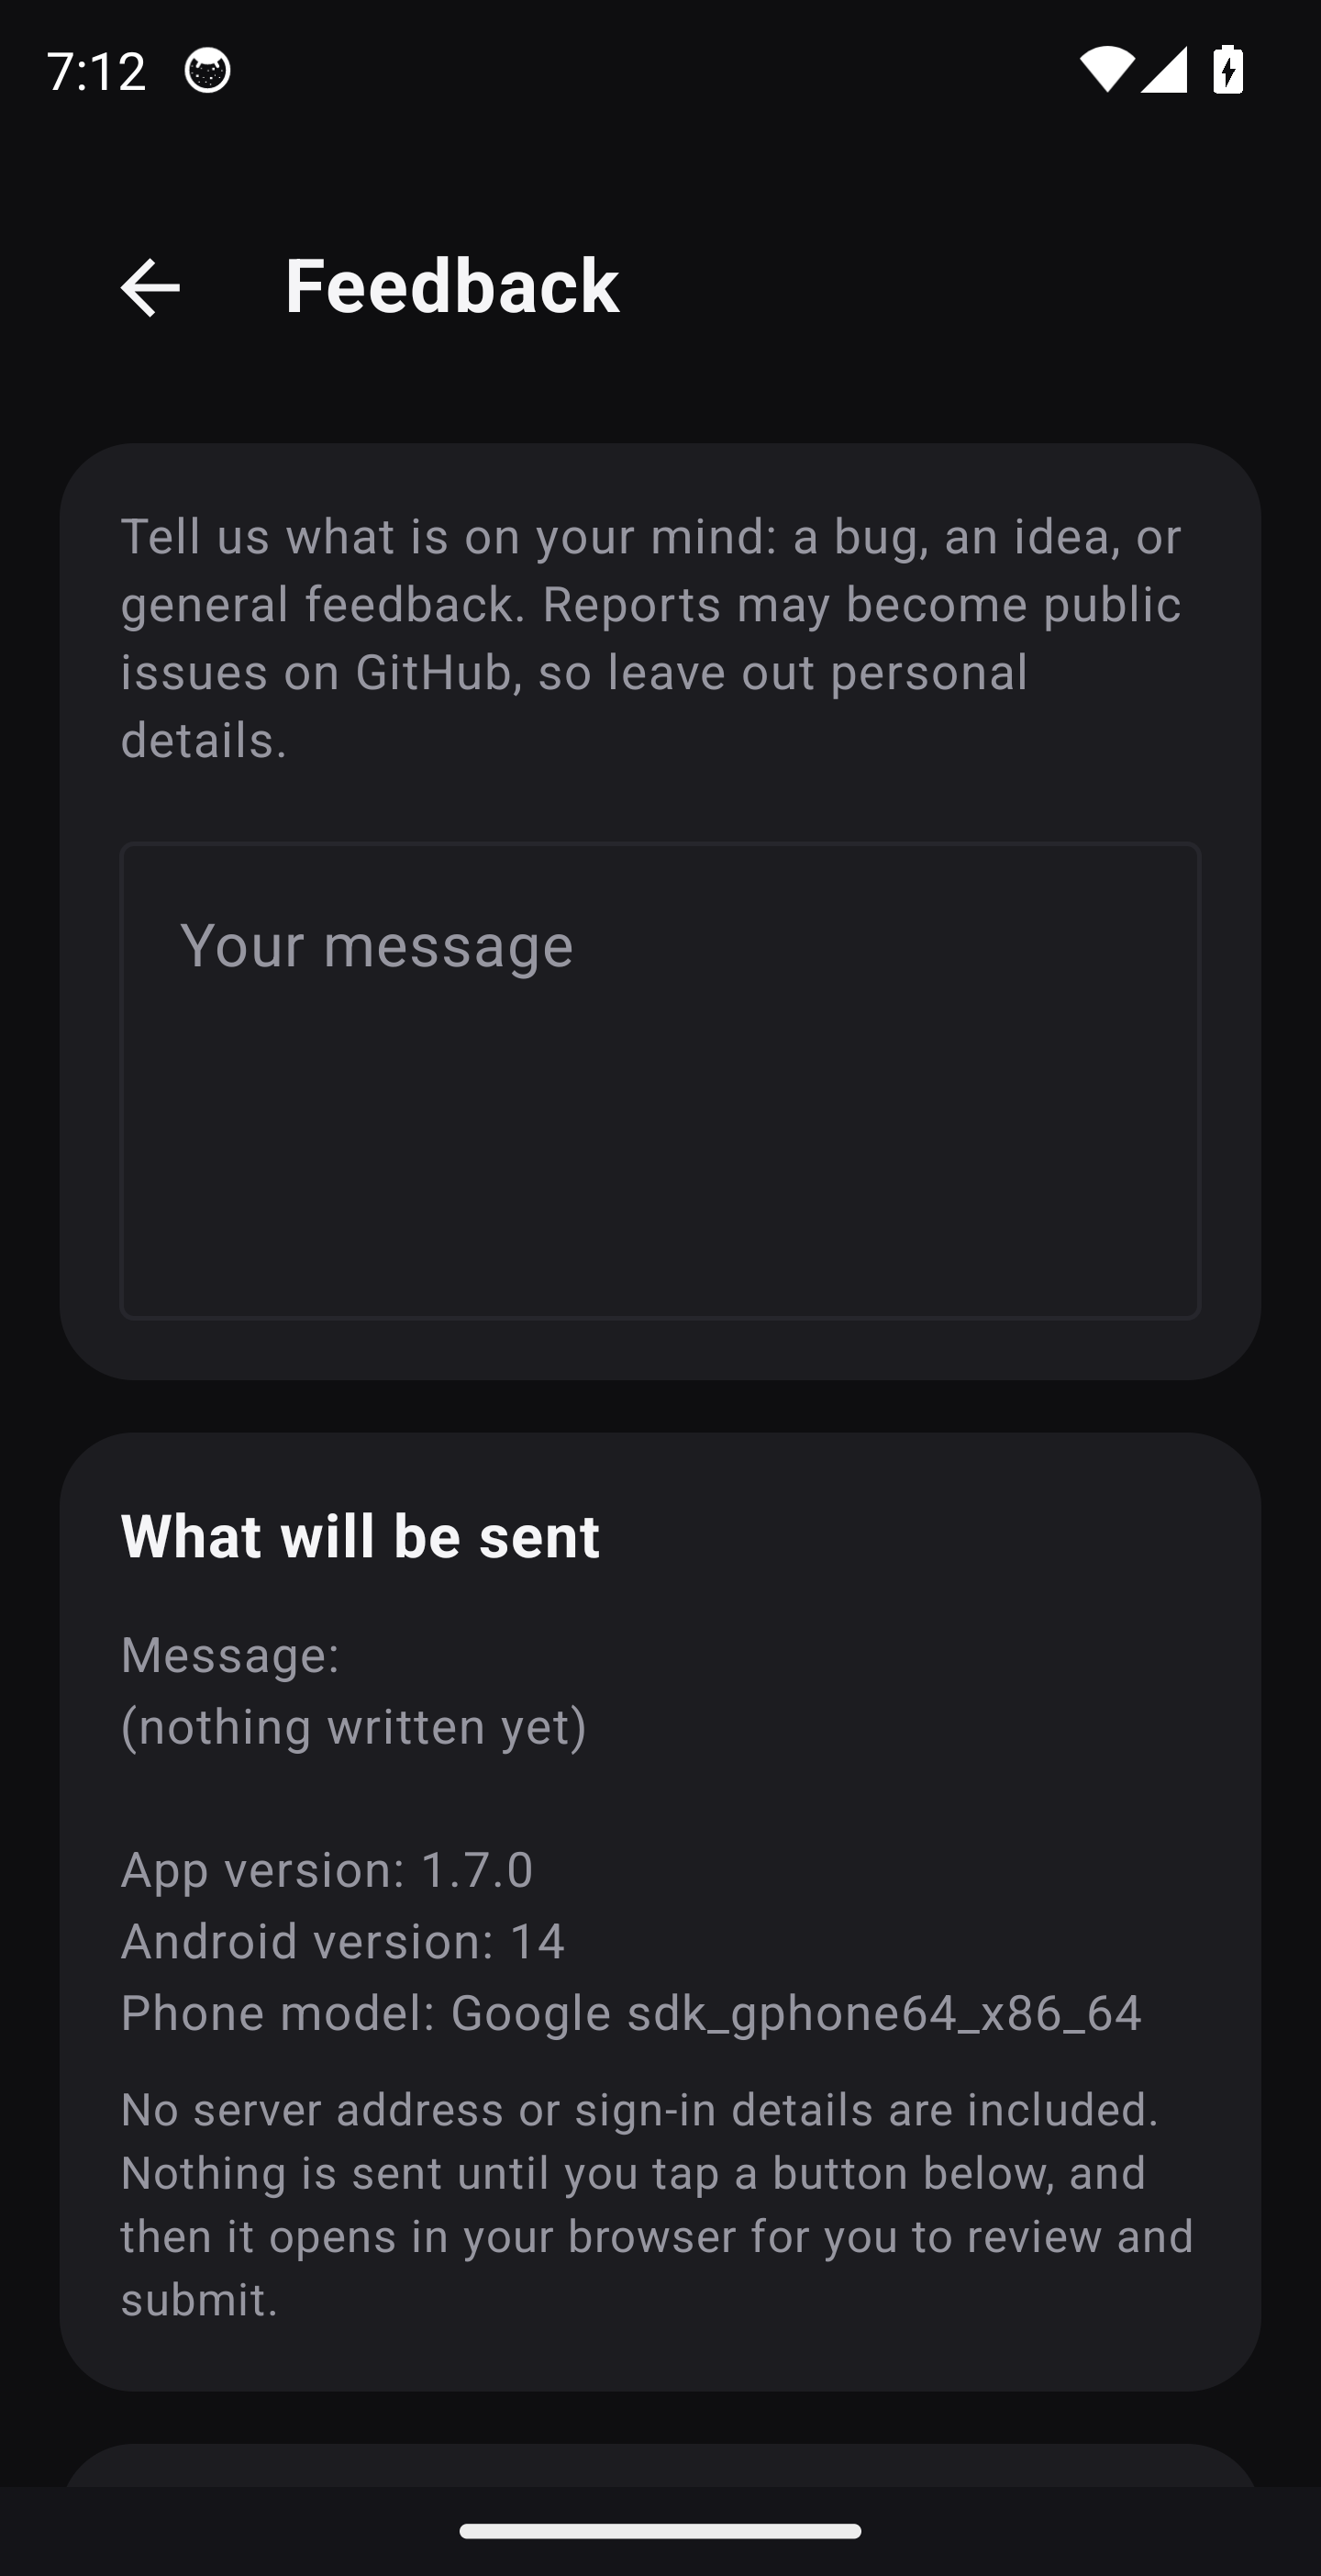 7:12
Feedback
Tell us what is on your mind: a bug, an idea, or
general feedback. Reports may become public
issues on GitHub, so leave out personal
details.
Your message
What will be sent
Message:
(nothing written yet)
App version: 1.7.0
Android version: 14
Phone model: Google sdk_gphone64_x86_64
No server address or sign-in details are included.
Nothing is sent until you tap a button below, and
then it opens in your browser for you to review and
submit.